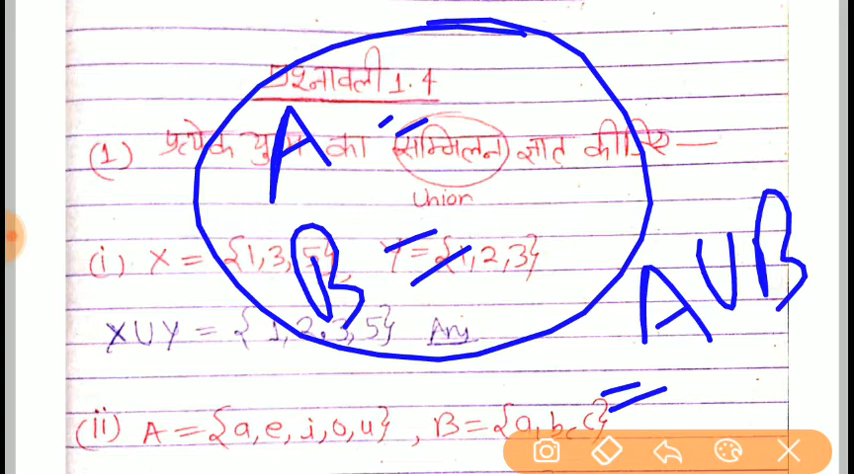 प्रश्नावली 1.4
(1) प्रत्येक युग्म का सम्मिलन ज्ञात कीजिए —
Union
A =
(i) X = {1,3,5}, Y = {1,2,3}
B =
A∪B
X∪Y = {1,2,3,5} Ans
(ii) A = {a,e,i,o,u}, B = {a,b,c}